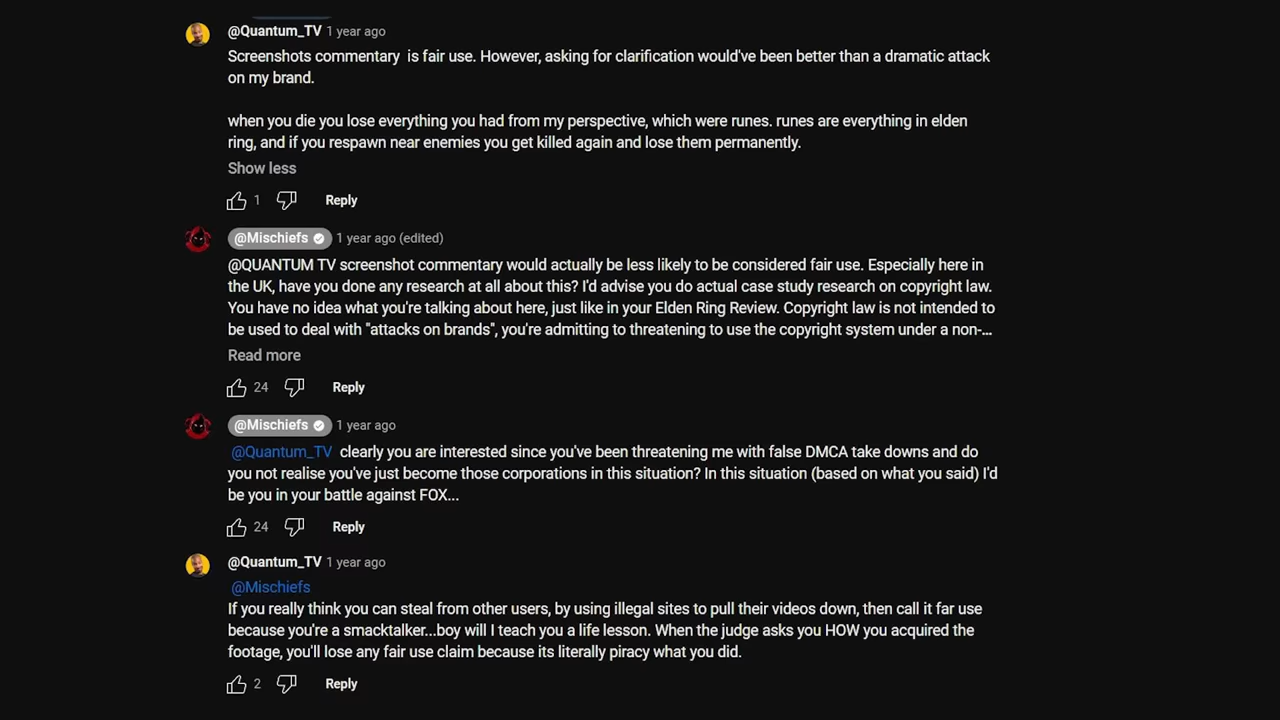 @Quantum_TV 1 year ago
Screenshots commentary is fair use. However, asking for clarification would've been better than a dramatic attack
on my brand.
when you die you lose everything you had from my perspective, which were runes. runes are everything in elden
ring, and if you respawn near enemies you get killed again and lose them permanently.
Show less
1 Reply
@Mischiefs 1 year ago (edited)
@QUANTUM TV screenshot commentary would actually be less likely to be considered fair use. Especially here in
the UK, have you done any research at all about this? I'd advise you do actual case study research on copyright law.
You have no idea what you're talking about here, just like in your Elden Ring Review. Copyright law is not intended to
be used to deal with "attacks on brands", you're admitting to threatening to use the copyright system under a non-...
Read more
24 Reply
@Mischiefs 1 year ago
@Quantum_TV clearly you are interested since you've been threatening me with false DMCA take downs and do
you not realise you've just become those corporations in this situation? In this situation (based on what you said) I'd
be you in your battle against FOX...
24 Reply
@Quantum_TV 1 year ago
@Mischiefs
If you really think you can steal from other users, by using illegal sites to pull their videos down, then call it far use
because you're a smacktalker...boy will I teach you a life lesson. When the judge asks you HOW you acquired the
footage, you'll lose any fair use claim because its literally piracy what you did.
2 Reply